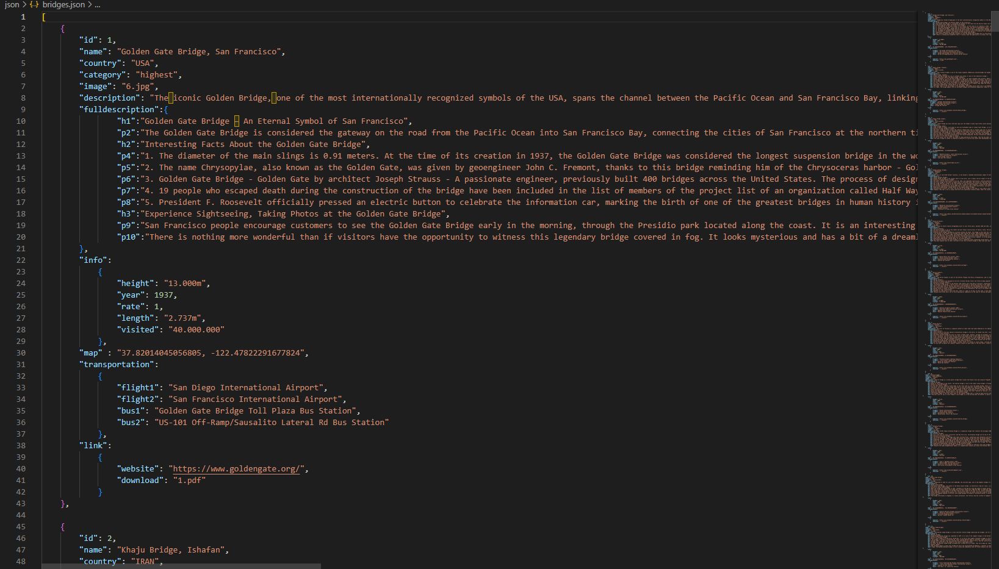 json > {..} bridges.json > ...
1 [
2 {
3 "id": 1,
4 "name": "Golden Gate Bridge, San Francisco",
5 "country": "USA",
6 "category": "highest",
7 "image": "6.jpg",
8 "description": "The iconic Golden Bridge, one of the most internationally recognized symbols of the USA, spans the channel between the Pacific Ocean and San Francisco Bay, linking
9 "fulldescription":{
10 "h1":"Golden Gate Bridge – An Eternal Symbol of San Francisco",
11 "p2":"The Golden Gate Bridge is considered the gateway on the road from the Pacific Ocean into San Francisco Bay, connecting the cities of San Francisco at the northern ti
12 "h2":"Interesting Facts About the Golden Gate Bridge",
13 "p4":"1. The diameter of the main slings is 0.91 meters. At the time of its creation in 1937, the Golden Gate Bridge was considered the longest suspension bridge in the wo
14 "p5":"2. The name Chrysopylae, also known as the Golden Gate, was given by geoengineer John C. Fremont, thanks to this bridge reminding him of the Chrysoceras harbor - Gol
15 "p6":"3. Golden Gate Bridge - Golden Gate by architect Joseph Strauss - A passionate engineer, previously built 400 bridges across the United States. The process of design
16 "p7":"4. 19 people who escaped death during the construction of the bridge have been included in the list of members of the project list of an organization called Half Way
17 "p8":"5. President F. Roosevelt officially pressed an electric button to celebrate the information car, marking the birth of one of the greatest bridges in human history i
18 "h3":"Experience Sightseeing, Taking Photos at the Golden Gate Bridge",
19 "p9":"San Francisco people encourage customers to see the Golden Gate Bridge early in the morning, through the Presidio park located along the coast. It is an interesting
20 "p10":"There is nothing more wonderful than if visitors have the opportunity to witness this legendary bridge covered in fog. It looks mysterious and has a bit of a dreaml
21 },
22 "info":
23 {
24 "height": "13.000m",
25 "year": 1937,
26 "rate": 1,
27 "length": "2.737m",
28 "visited": "40.000.000"
29 },
30 "map" : "37.82014045056805, -122.47822291677824",
31 "transportation":
32 {
33 "flight1": "San Diego International Airport",
34 "flight2": "San Francisco International Airport",
35 "bus1": "Golden Gate Bridge Toll Plaza Bus Station",
36 "bus2": "US-101 Off-Ramp/Sausalito Lateral Rd Bus Station"
37 },
38 "link":
39 {
40 "website": "https://www.goldengate.org/",
41 "download": "1.pdf"
42 }
43 },
44
45 {
46 "id": 2,
47 "name": "Khaju Bridge, Ishafan",
48 "country": "IRAN",